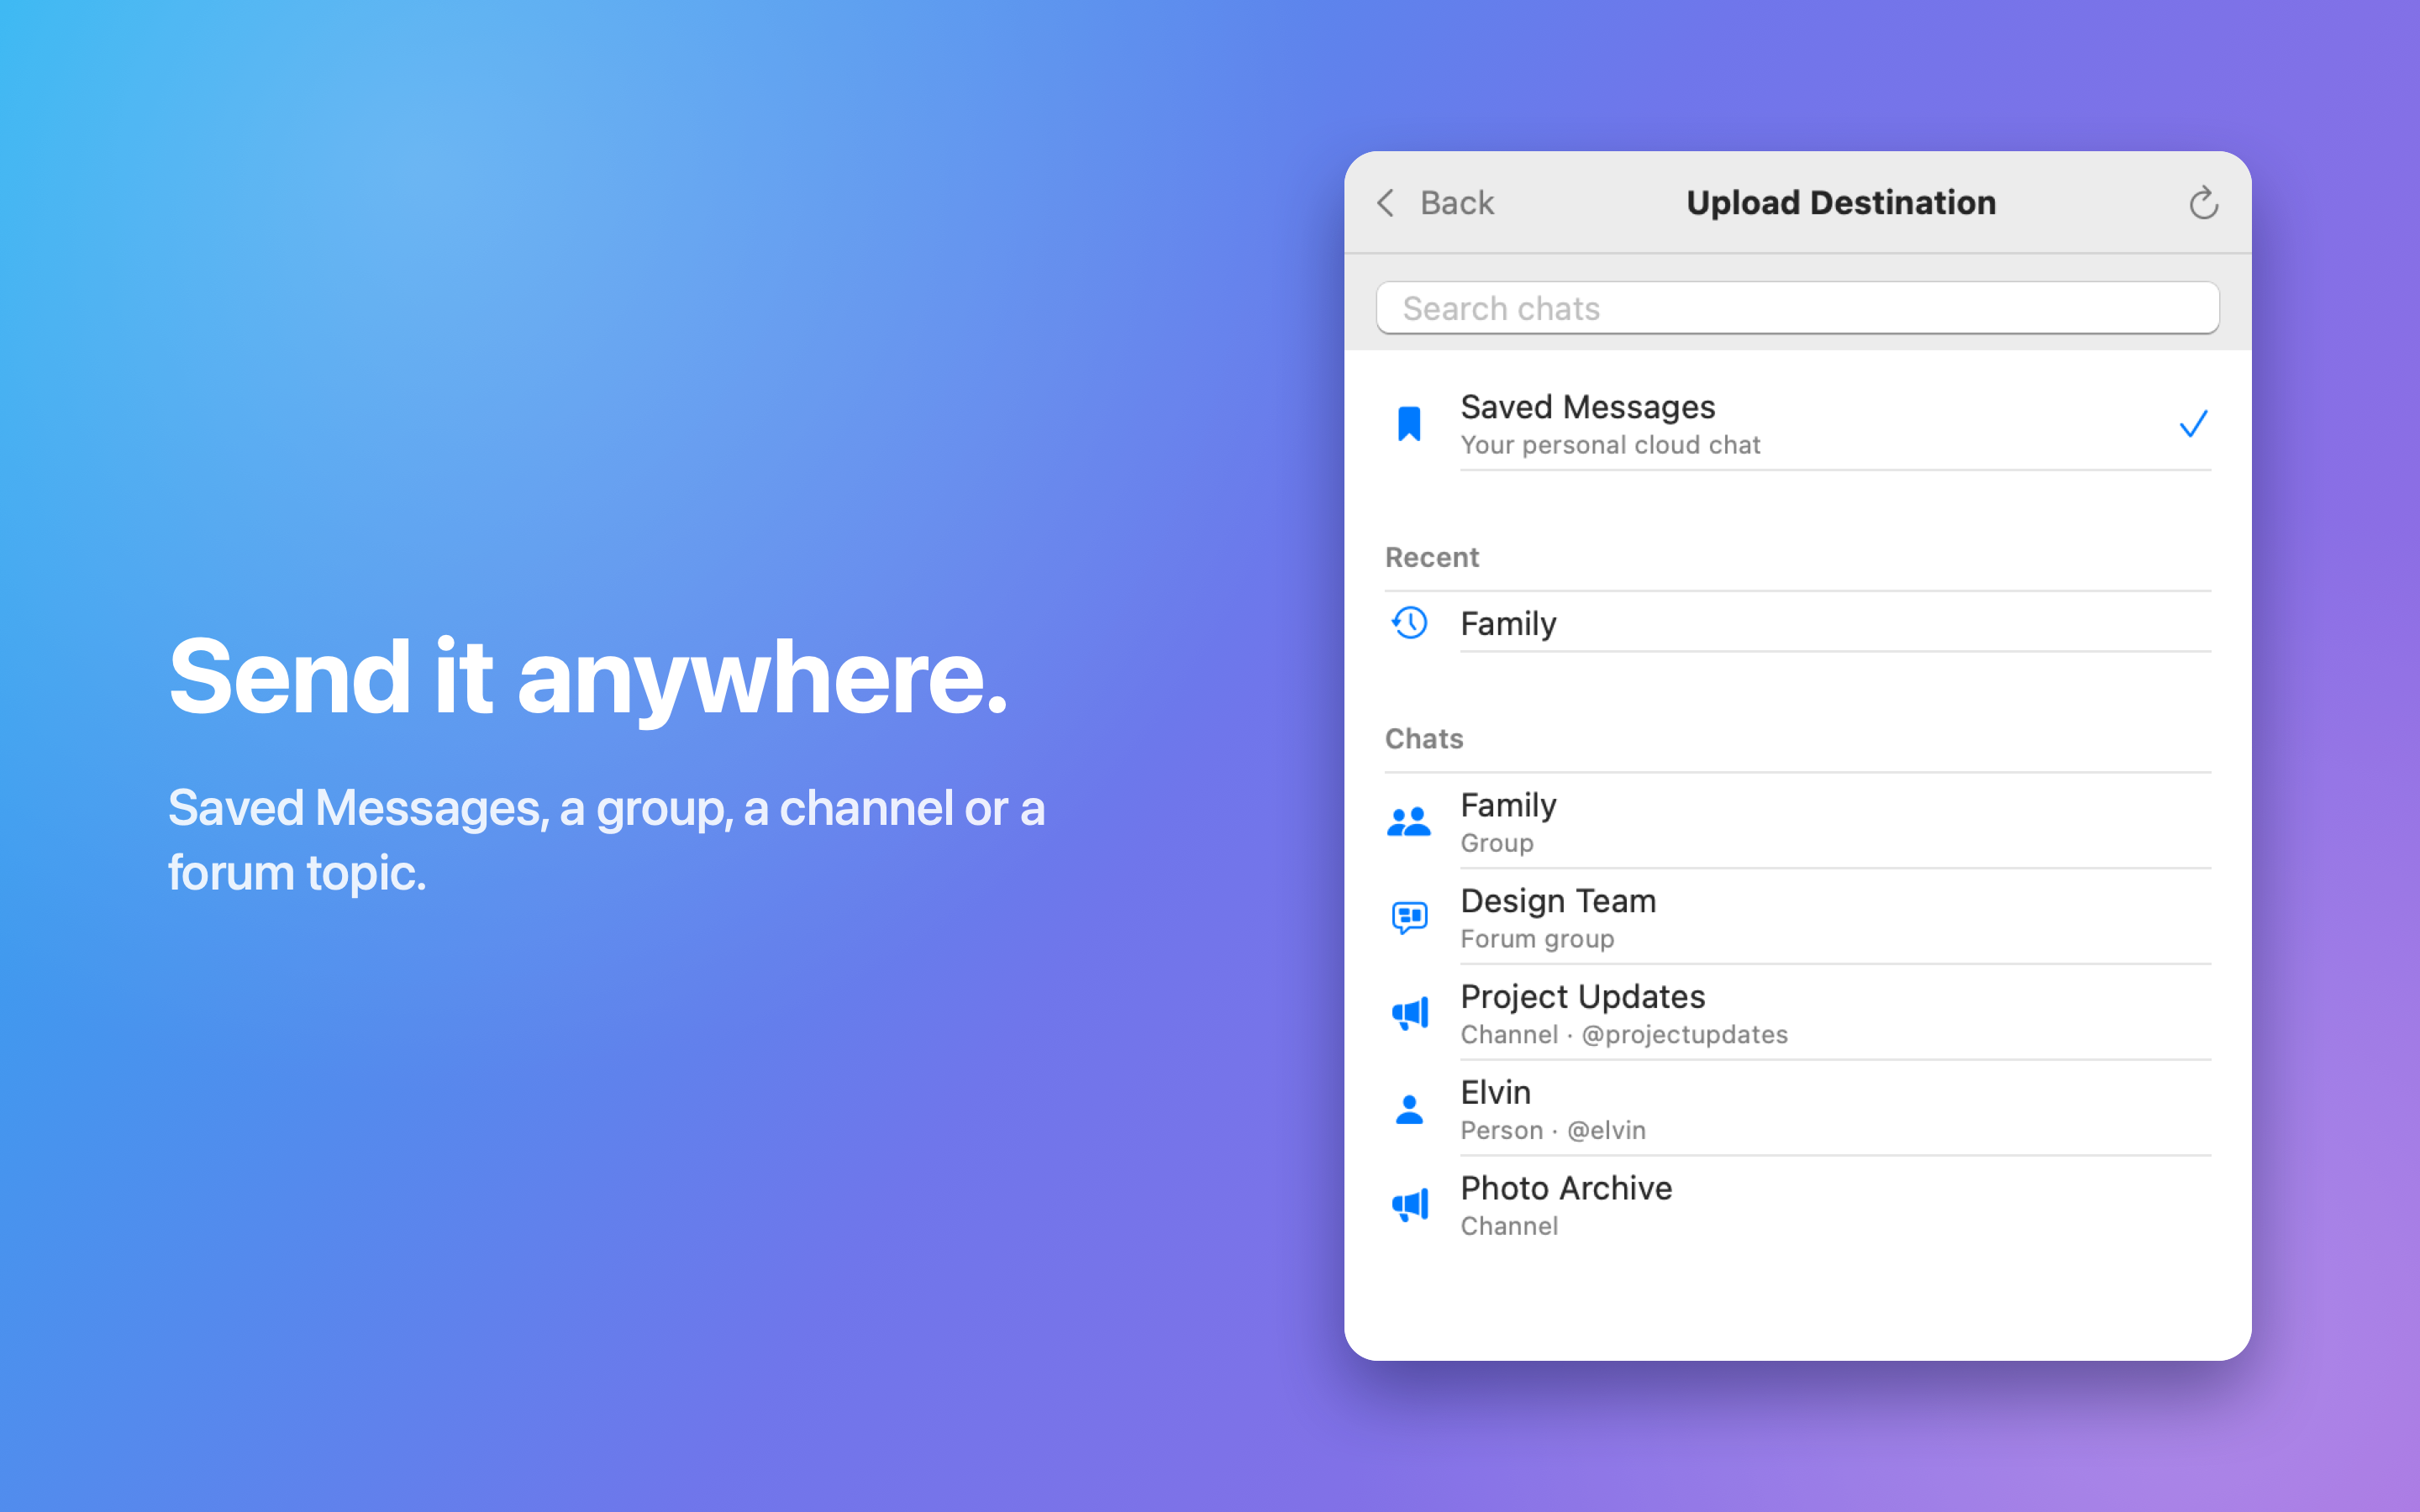 Send it anywhere.
Saved Messages, a group, a channel or a
forum topic.
Back
Upload Destination
Search chats
Saved Messages
Your personal cloud chat
Recent
Family
Chats
Family
Group
Design Team
Forum group
Project Updates
Channel · @projectupdates
Elvin
Person · @elvin
Photo Archive
Channel